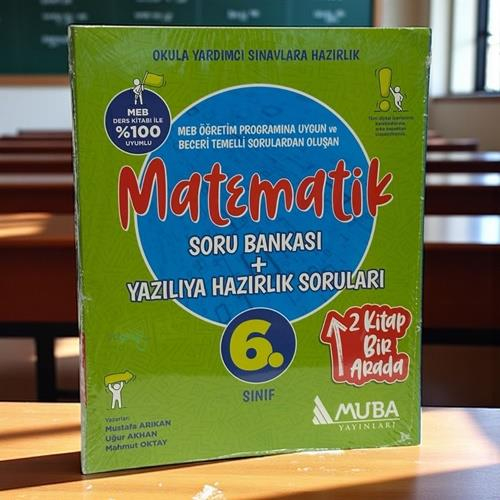 OKULA YARDIMCI SINAVLARA HAZIRLIK
MEB
DERS KİTABI İLE
%100
UYUMLU
MEB ÖĞRETİM PROGRAMINA UYGUN ve
BECERİ TEMELLİ SORULARDAN OLUŞAN
Matematik
SORU BANKASI
+
YAZILIYA HAZIRLIK SORULARI
6.
SINIF
2 Kitap
Bir
Arada
Yazarlar:
Mustafa ARIKAN
Uğur AKHAN
Mahmut OKTAY
MUBA
YAYINLARI